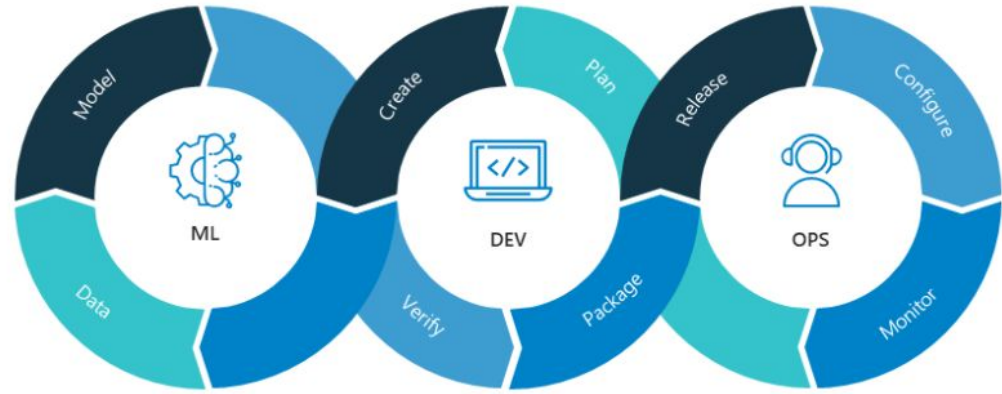 Model
Data
ML
Create
Plan
Verify
Package
DEV
Release
Configure
Monitor
OPS